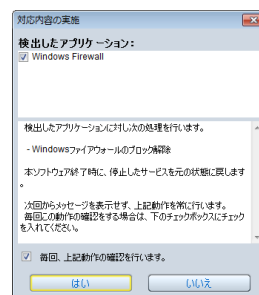 対応内容の実施
検出したアプリケーション：
Windows Firewall
検出したアプリケーションに対し次の処理を行います。
- Windowsファイアウォールのブロック解除
本ソフトウェア終了時に、停止したサービスを元の状態に戻します
。
次回からメッセージを表示せず、上記動作を常に行います。
毎回この動作の確認をする場合は、下のチェックボックスにチェック
を入れてください。
毎回、上記動作の確認を行います。
はい
いいえ